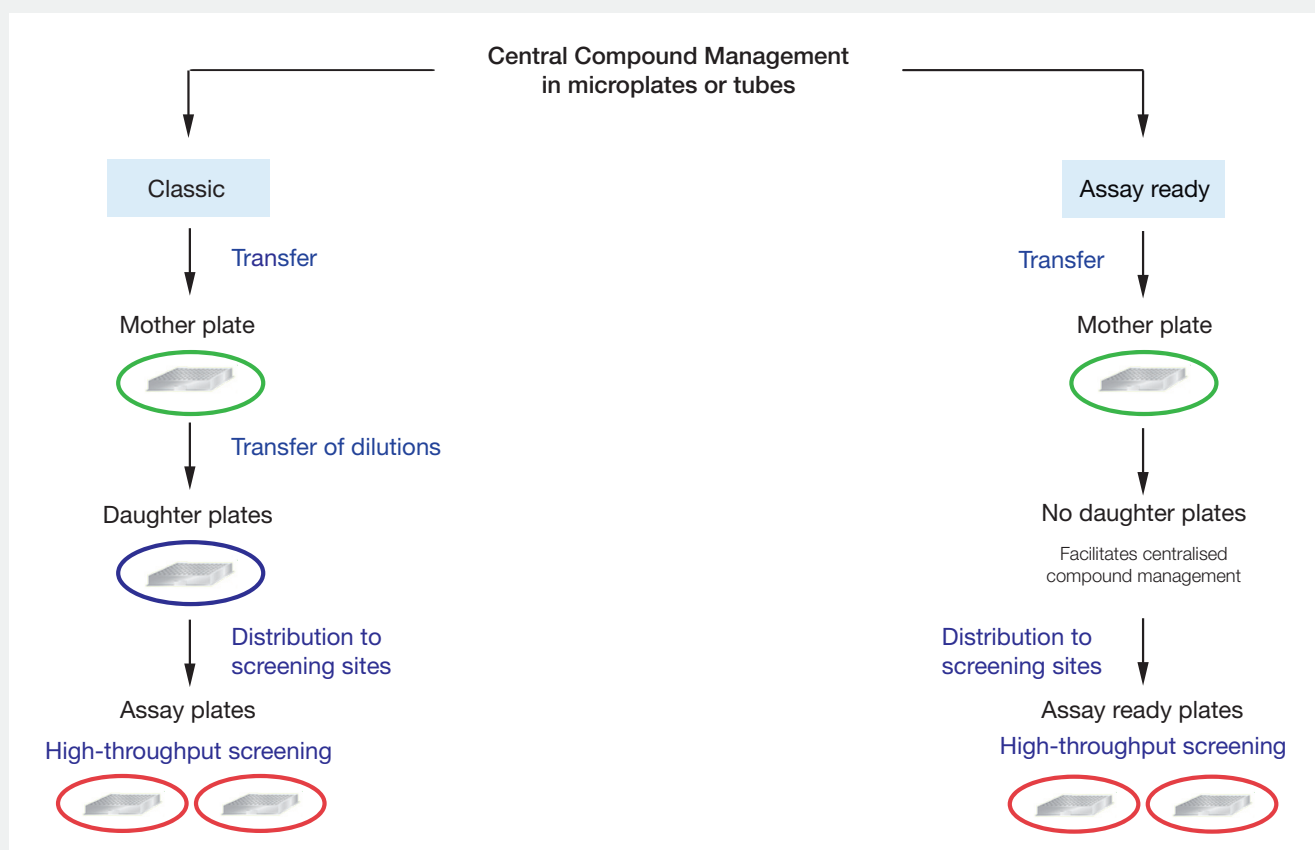 Central Compound Management
in microplates or tubes
Classic
Transfer
Mother plate
Transfer of dilutions
Daughter plates
Distribution to
screening sites
Assay plates
High-throughput screening
Assay ready
Transfer
Mother plate
No daughter plates
Facilitates centralised
compound management
Distribution to
screening sites
Assay ready plates
High-throughput screening